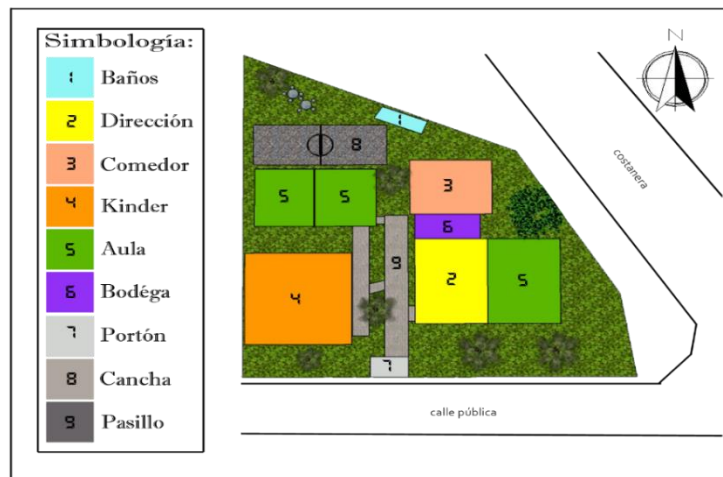 Simbología:
1 Baños
2 Dirección
3 Comedor
4 Kinder
5 Aula
6 Bodéga
7 Portón
8 Cancha
9 Pasillo
N
costanera
1
8
3
5 5
6
9
4
2
5
7
calle pública